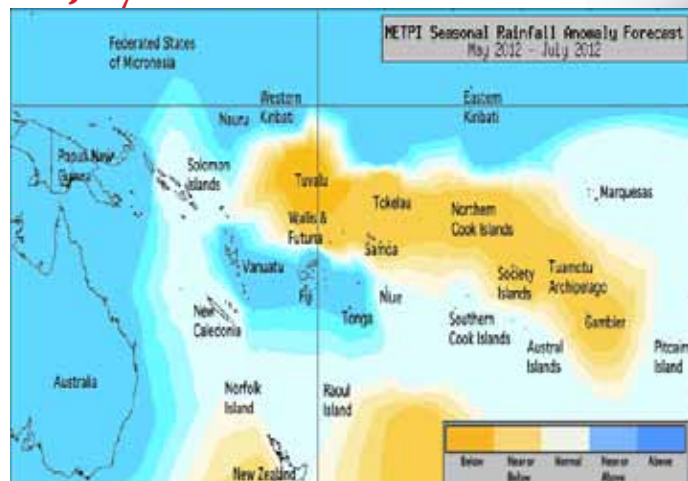 METPI Seasonal Rainfall Anomaly Forecast
May 2012 - July 2012
Federated States
of Micronesia
Western
Kiribati
Eastern
Kiribati
Nauru
Papua New
Guinea
Solomon
Islands
Tuvalu
Tokelau
Northern
Cook Islands
Marquesas
Wallis &
Futuna
Samoa
Vanuatu
Fiji
Tonga
Niue
Society
Islands
Tuamotu
Archipelago
New
Caledonia
Southern
Cook Islands
Austral
Islands
Gambier
Pitcairn
Island
Australia
Norfolk
Island
Raoul
Island
New Zealand
Below
Near or
Below
Normal
Near or
Above
Above